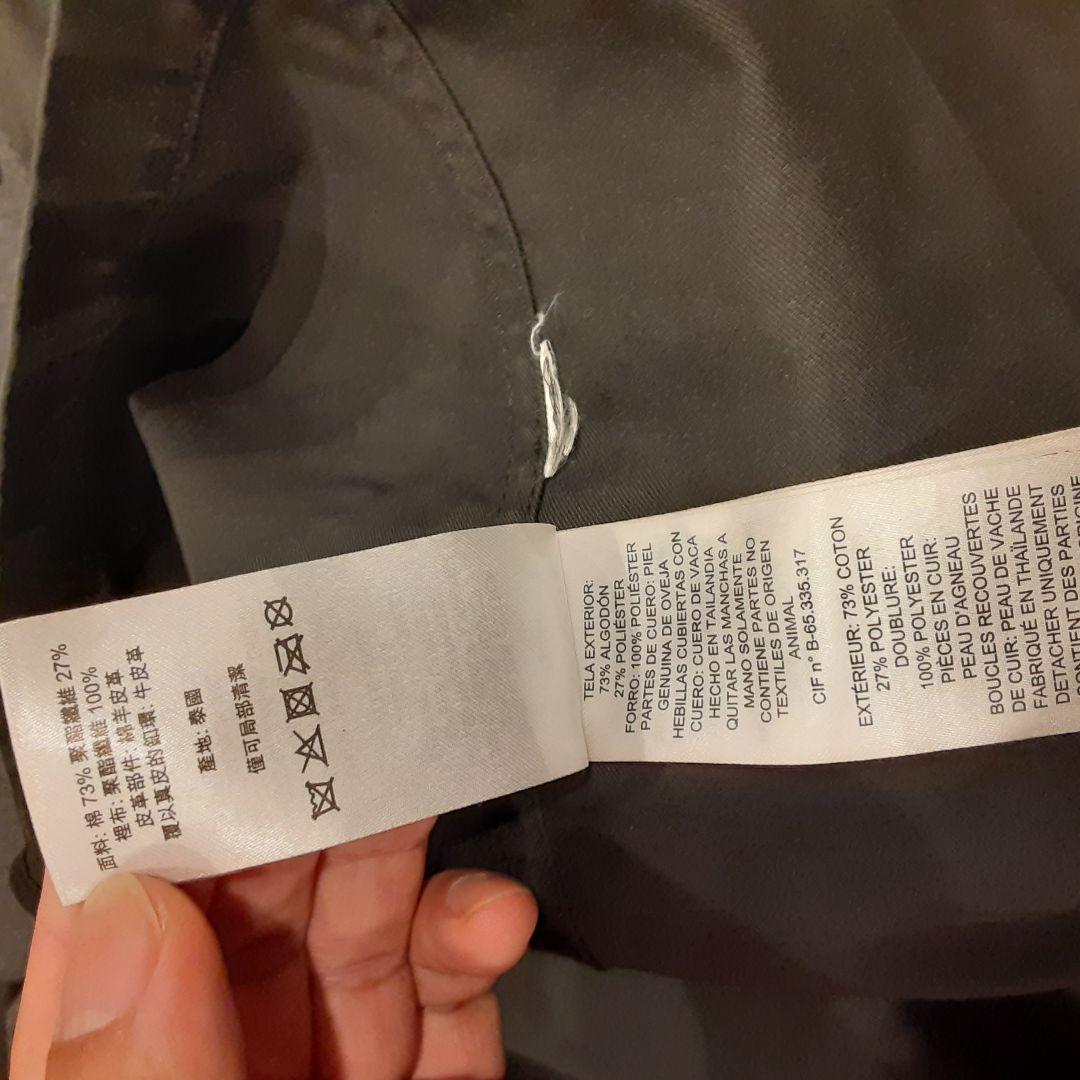 面料: 棉 73% 聚酯纖維 27%
裡布: 聚酯纖維 100%
皮革部件: 綿羊皮革
覆以真皮的釦環: 牛皮革
產地: 泰國
僅可局部清潔
TELA EXTERIOR:
73% ALGODÓN
27% POLIÉSTER
FORRO: 100% POLIÉSTER
PARTES DE CUERO: PIEL
GENUINA DE OVEJA
HEBILLAS CUBIERTAS CON
CUERO: CUERO DE VACA
HECHO EN TAILANDIA
QUITAR LAS MANCHAS A
MANO SOLAMENTE
CONTIENE PARTES NO
TEXTILES DE ORIGEN
ANIMAL
CIF n° B-65.335.317
EXTÉRIEUR: 73% COTON
27% POLYESTER
DOUBLURE:
100% POLYESTER
PIÈCES EN CUIR:
PEAU D'AGNEAU
BOUCLES RECOUVERTES
DE CUIR: PEAU DE VACHE
FABRIQUÉ EN THAÏLANDE
DETACHER UNIQUEMENT
CONTIENT DES PARTIES